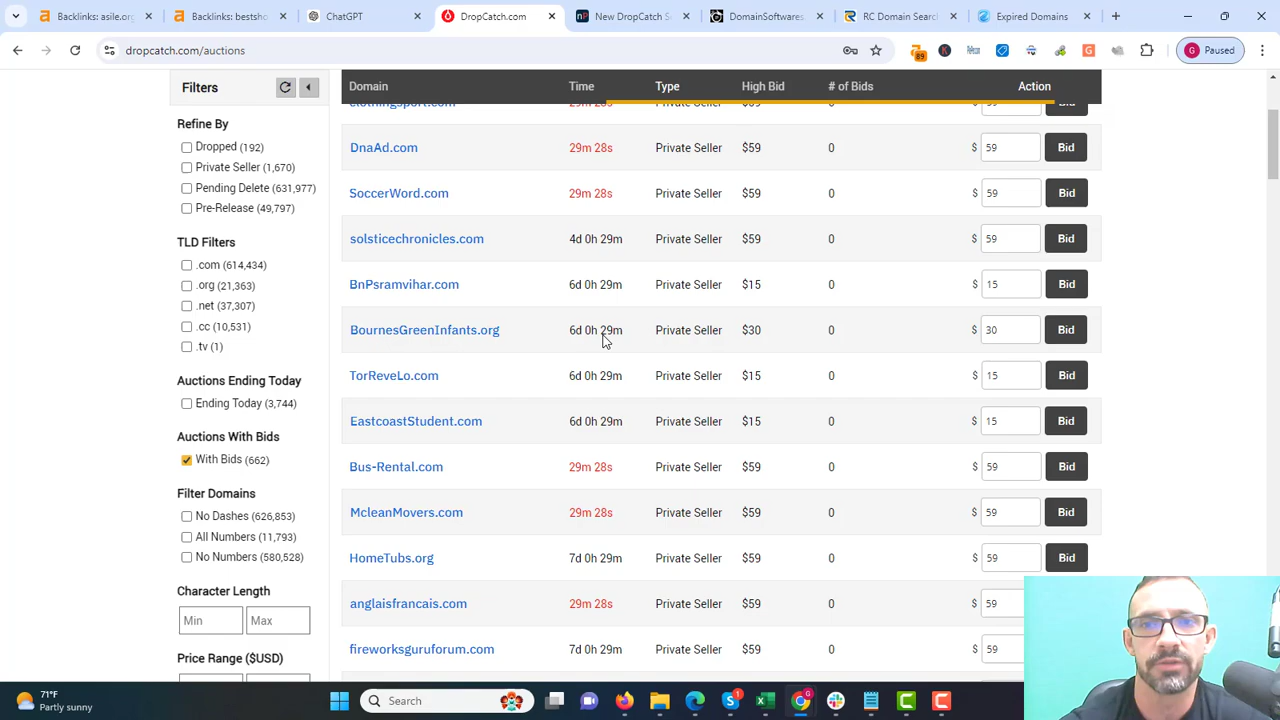 Backlinks: asile.org
Backlinks: bestsho
ChatGPT
DropCatch.com
New DropCatch S
DomainSoftwares
RC Domain Search
Expired Domains
dropcatch.com/auctions
89
G Paused
Filters
Domain Time Type High Bid # of Bids Action
Refine By
Dropped (192)
Private Seller (1,670)
Pending Delete (631,977)
Pre-Release (49,797)
TLD Filters
.com (614,434)
.org (21,363)
.net (37,307)
.cc (10,531)
.tv (1)
Auctions Ending Today
Ending Today (3,744)
Auctions With Bids
With Bids (662)
Filter Domains
No Dashes (626,853)
All Numbers (11,793)
No Numbers (580,528)
Character Length
Min Max
Price Range ($USD)
DnaAd.com 29m 28s Private Seller $59 0 $ 59 Bid
SoccerWord.com 29m 28s Private Seller $59 0 $ 59 Bid
solsticechronicles.com 4d 0h 29m Private Seller $59 0 $ 59 Bid
BnPsramvihar.com 6d 0h 29m Private Seller $15 0 $ 15 Bid
BournesGreenInfants.org 6d 0h 29m Private Seller $30 0 $ 30 Bid
TorReveLo.com 6d 0h 29m Private Seller $15 0 $ 15 Bid
EastcoastStudent.com 6d 0h 29m Private Seller $15 0 $ 15 Bid
Bus-Rental.com 29m 28s Private Seller $59 0 $ 59 Bid
McleanMovers.com 29m 28s Private Seller $59 0 $ 59 Bid
HomeTubs.org 7d 0h 29m Private Seller $59 0 $ 59 Bid
anglaisfrancais.com 29m 28s Private Seller $59 0 $ 59
fireworksguruforum.com 7d 0h 29m Private Seller $59 0 $ 59
71°F
Partly sunny
Search